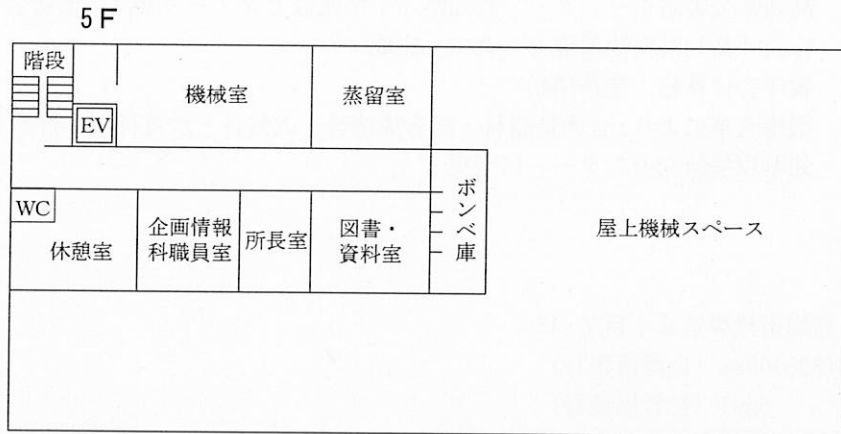 5F
階段
機械室
蒸留室
EV
WC
休憩室
企画情報
科職員室
所長室
図書・
資料室
ボンベ庫
屋上機械スペース